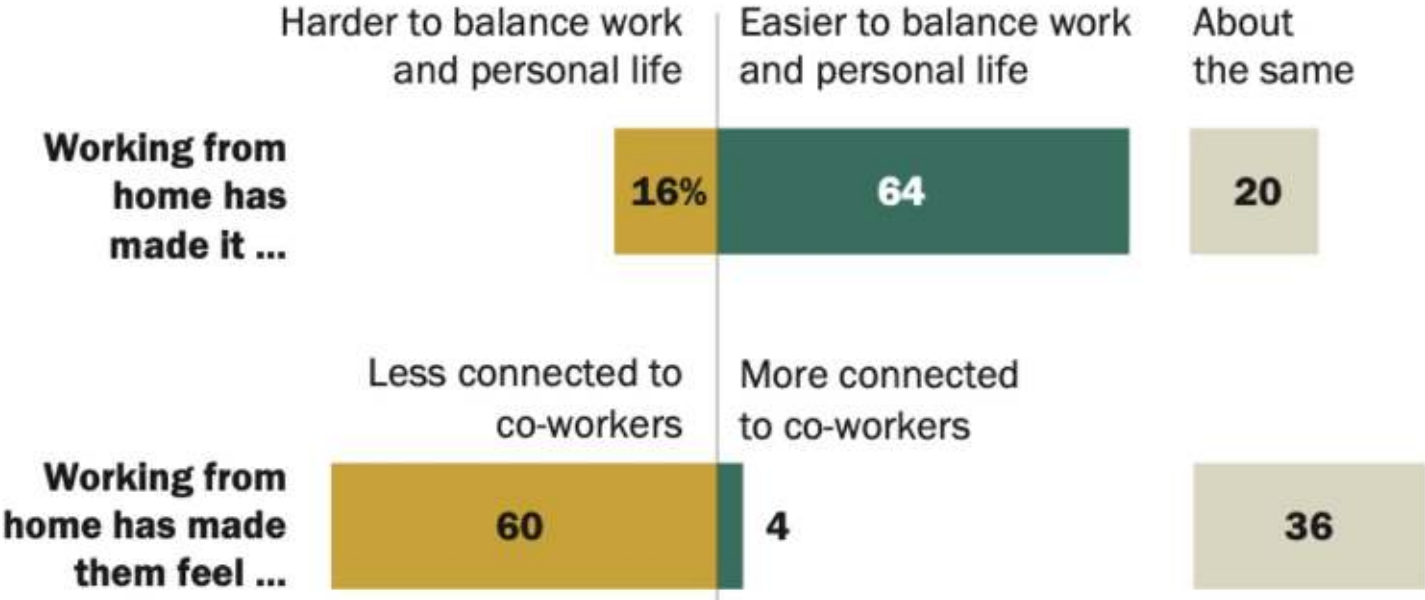 Harder to balance work
and personal life
Easier to balance work
and personal life
About
the same
Working from
home has
made it ...
16%
64
20
Less connected to
co-workers
More connected
to co-workers
Working from
home has made
them feel ...
60
4
36